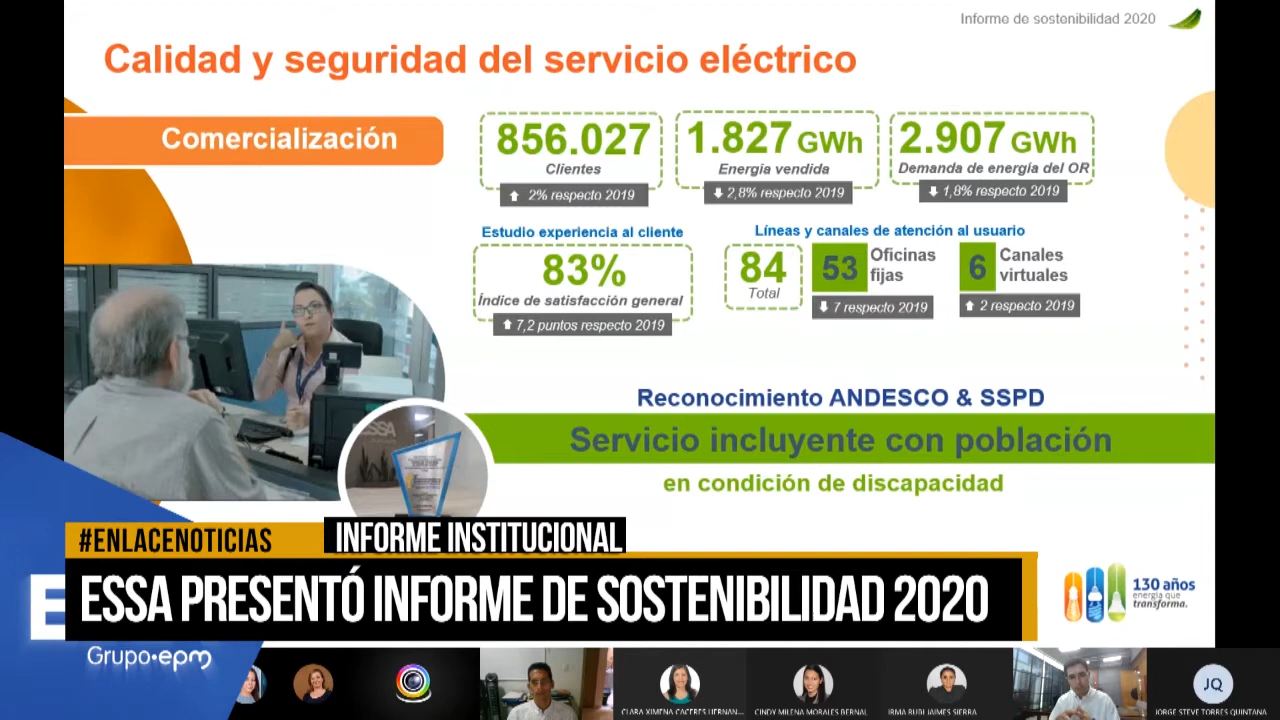 Informe de sostenibilidad 2020
Calidad y seguridad del servicio eléctrico
Comercialización
856.027
Clientes
2% respecto 2019
1.827 GWh
Energía vendida
2,8% respecto 2019
2.907 GWh
Demanda de energía del OR
1,8% respecto 2019
Estudio experiencia al cliente
83%
Índice de satisfacción general
7,2 puntos respecto 2019
Líneas y canales de atención al usuario
84
Total
53 Oficinas fijas
7 respecto 2019
6 Canales virtuales
2 respecto 2019
Reconocimiento ANDESCO & SSPD
Servicio incluyente con población
en condición de discapacidad
#ENLACENOTICIAS
INFORME INSTITUCIONAL
ESSA PRESENTÓ INFORME DE SOSTENIBILIDAD 2020
E
Grupo·epm
130 años
energía que
transforma.
CLARA XIMENA CACERES HERNAN...
CINDY MILENA MORALES BERNAL
IRMA RUBI JAIMES SIERRA
JQ
JORGE STEVE TORRES QUINTANA